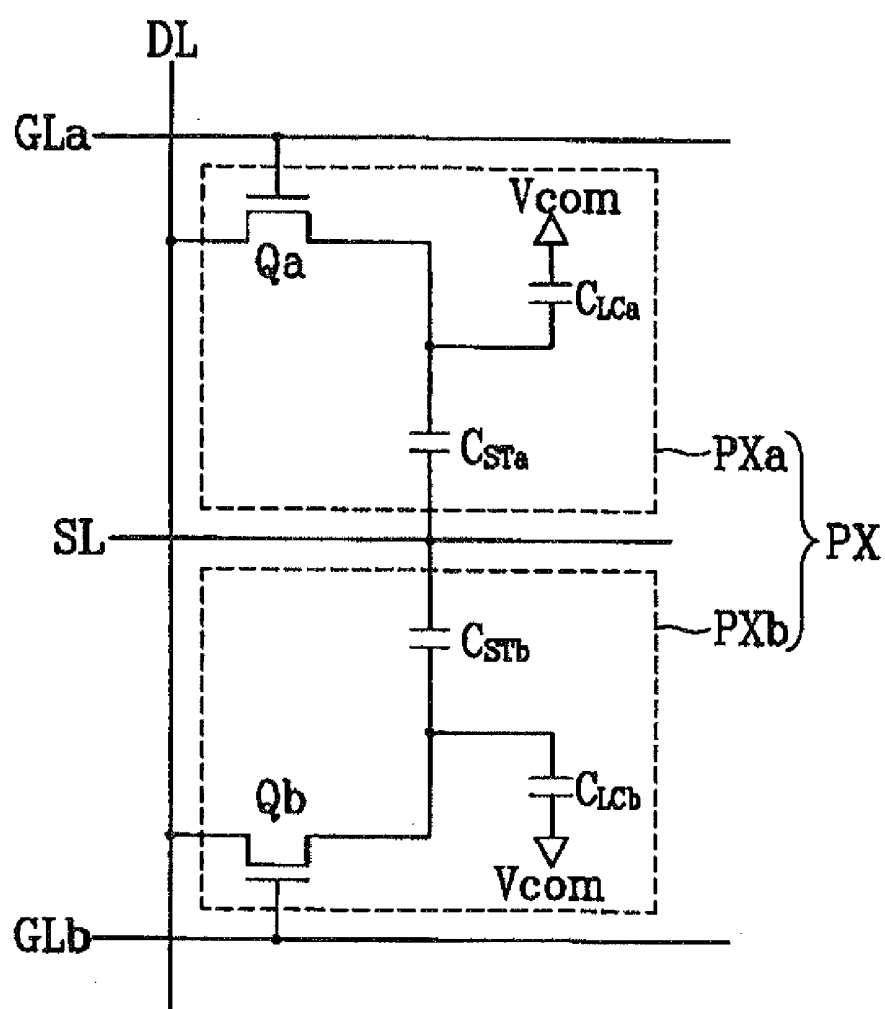 DL
GLa
Vcom
Qa
CLCa
CSTa
PXa
SL
PX
CSTb
PXb
Qb
CLCb
Vcom
GLb